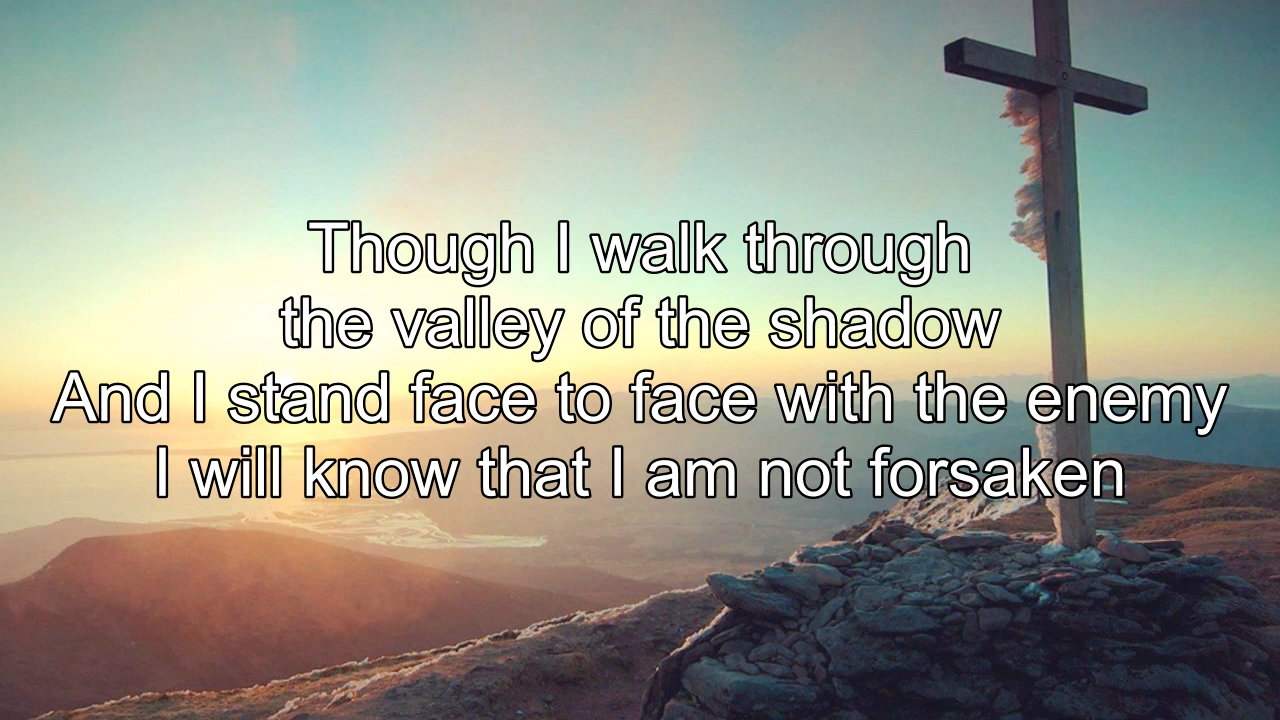 Though I walk through
the valley of the shadow
And I stand face to face with the enemy
I will know that I am not forsaken